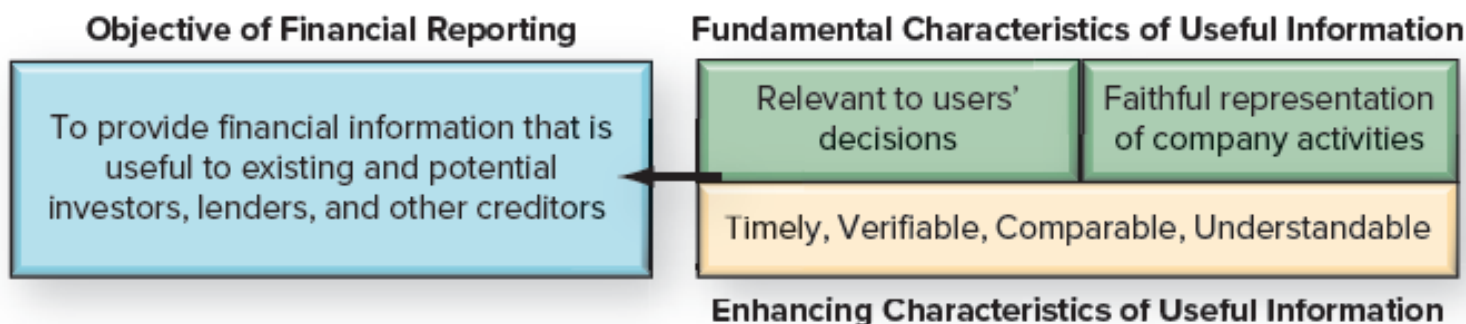 Objective of Financial Reporting
To provide financial information that is
useful to existing and potential
investors, lenders, and other creditors
Fundamental Characteristics of Useful Information
Relevant to users’
decisions
Faithful representation
of company activities
Timely, Verifiable, Comparable, Understandable
Enhancing Characteristics of Useful Information